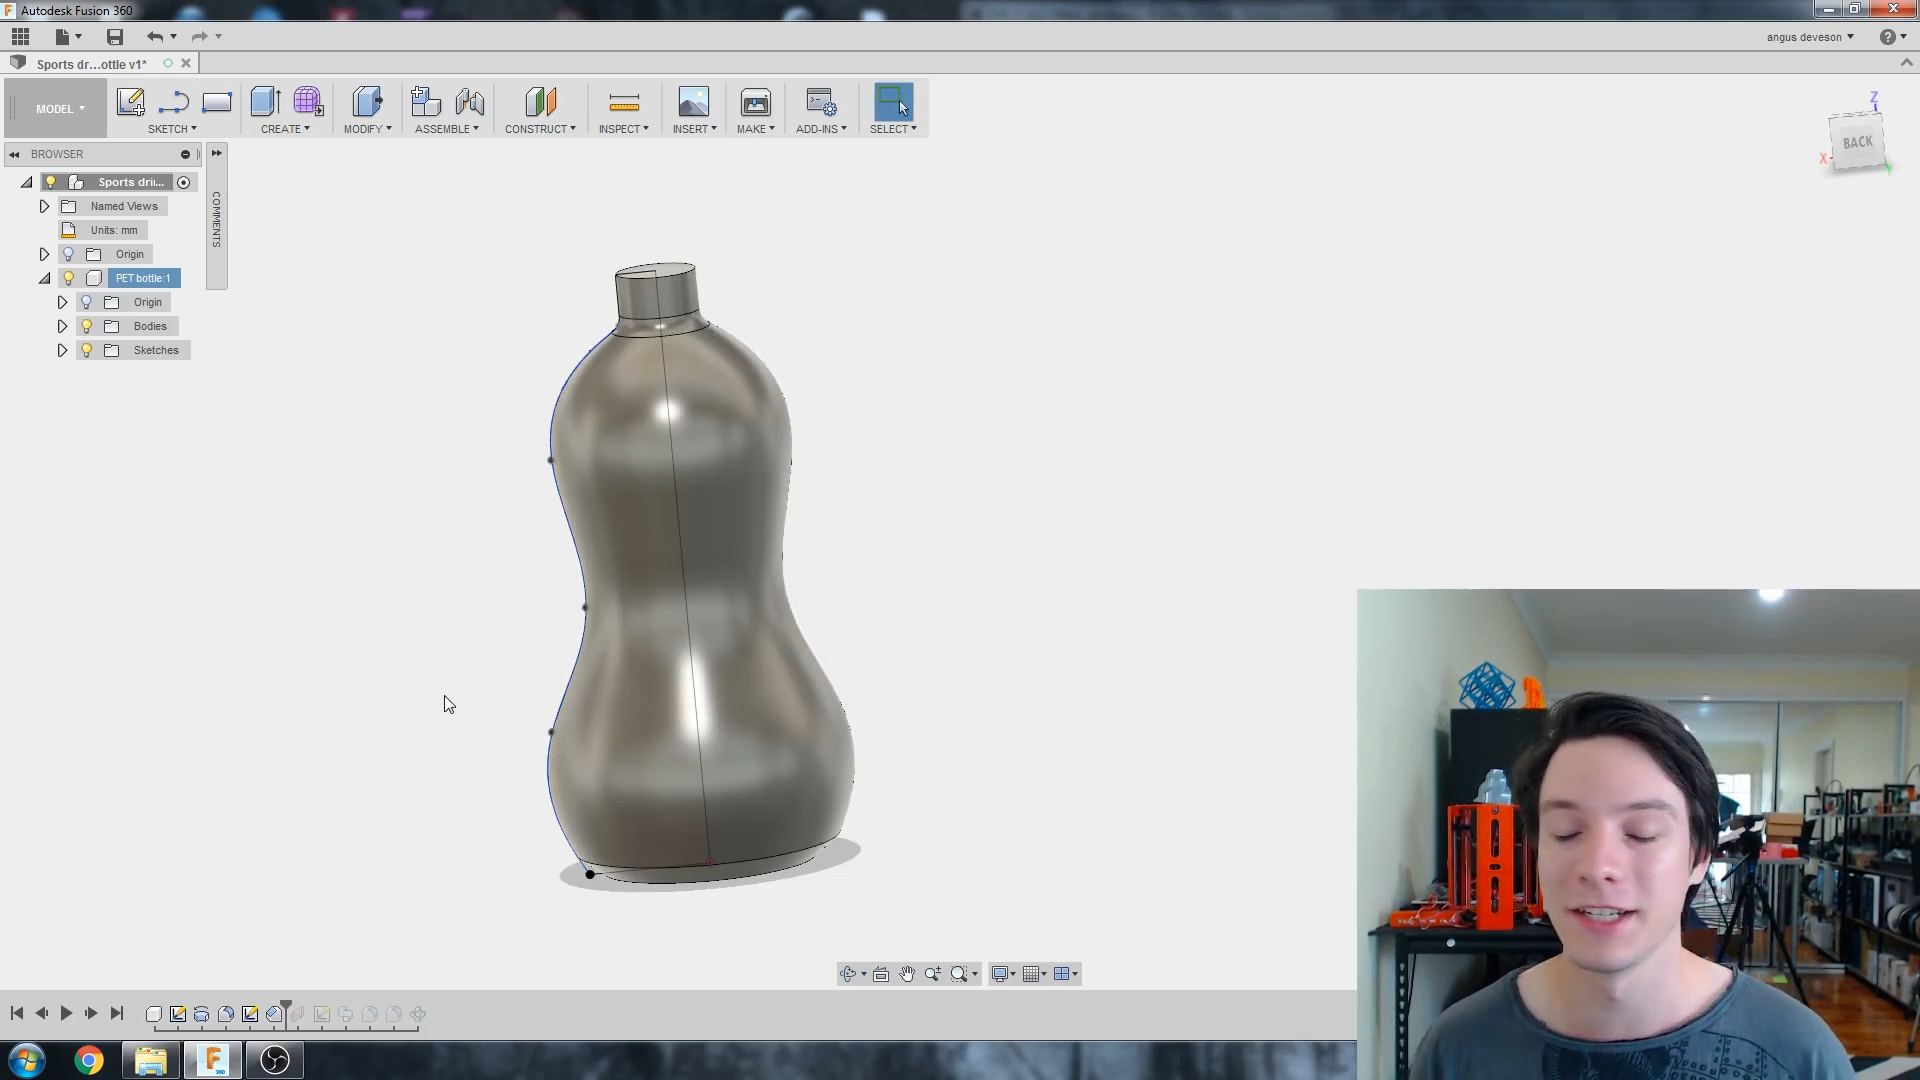 Autodesk Fusion 360
angus deveson
Sports dr...ottle v1*
MODEL
SKETCH
CREATE
MODIFY
ASSEMBLE
CONSTRUCT
INSPECT
INSERT
MAKE
ADD-INS
SELECT
Z
BACK
X
Y
BROWSER
COMMENTS
Sports dri...
Named Views
Units: mm
Origin
PET bottle:1
Origin
Bodies
Sketches
F
360